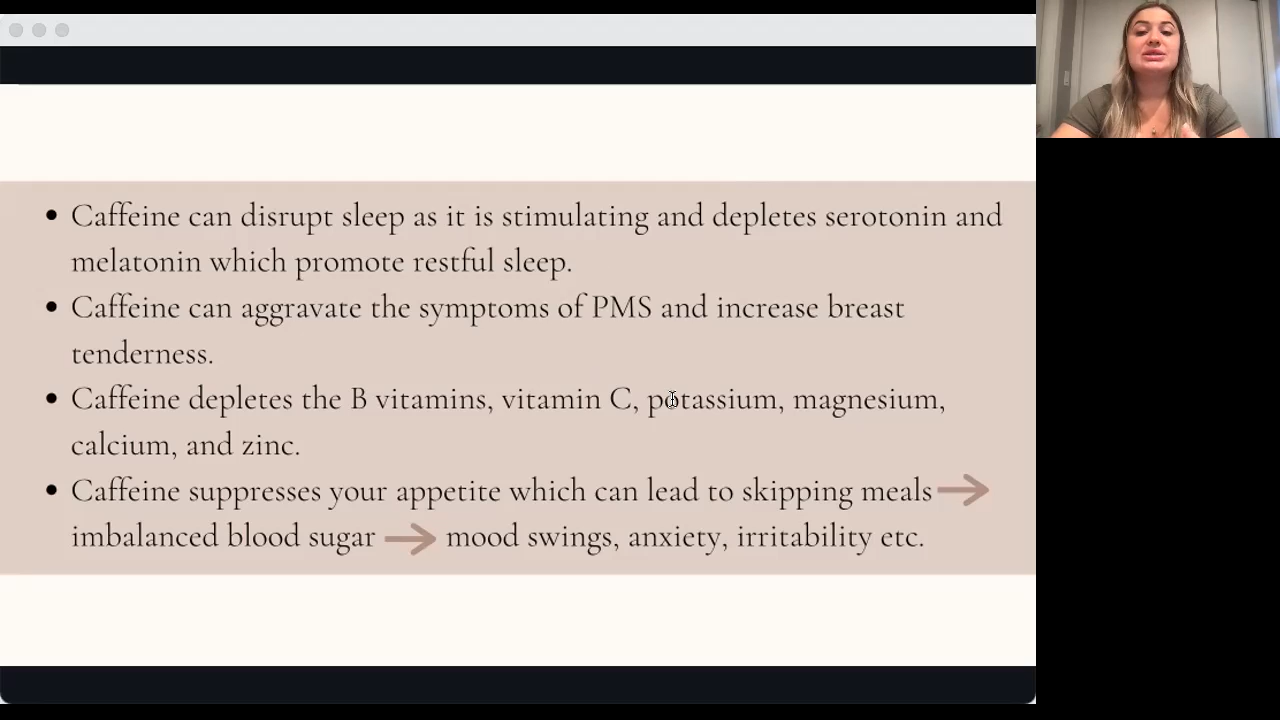 Caffeine can disrupt sleep as it is stimulating and depletes serotonin and
melatonin which promote restful sleep.
Caffeine can aggravate the symptoms of PMS and increase breast
tenderness.
Caffeine depletes the B vitamins, vitamin C, potassium, magnesium,
calcium, and zinc.
Caffeine suppresses your appetite which can lead to skipping meals
imbalanced blood sugar mood swings, anxiety, irritability etc.